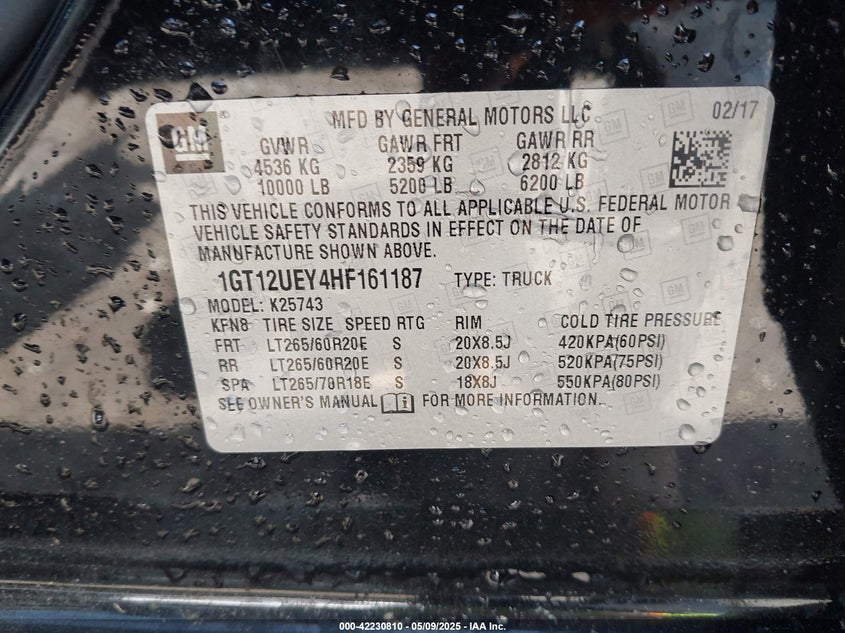 GM
MFD BY GENERAL MOTORS LLC
02/17
GVWR GAWR FRT GAWR RR
4536 KG 2359 KG 2812 KG
10000 LB 5200 LB 6200 LB
THIS VEHICLE CONFORMS TO ALL APPLICABLE U.S. FEDERAL MOTOR
VEHICLE SAFETY STANDARDS IN EFFECT ON THE DATE OF
MANUFACTURE SHOWN ABOVE.
1GT12UEY4HF161187 TYPE: TRUCK
MODEL: K25743
KFN8 TIRE SIZE SPEED RTG RIM COLD TIRE PRESSURE
FRT LT265/60R20E S 20X8.5J 420KPA(60PSI)
RR LT265/60R20E S 20X8.5J 520KPA(75PSI)
SPA LT265/70R18E S 18X8J 550KPA(80PSI)
SEE OWNER'S MANUAL FOR MORE INFORMATION.
000-42230810 - 05/09/2025 - IAA Inc.